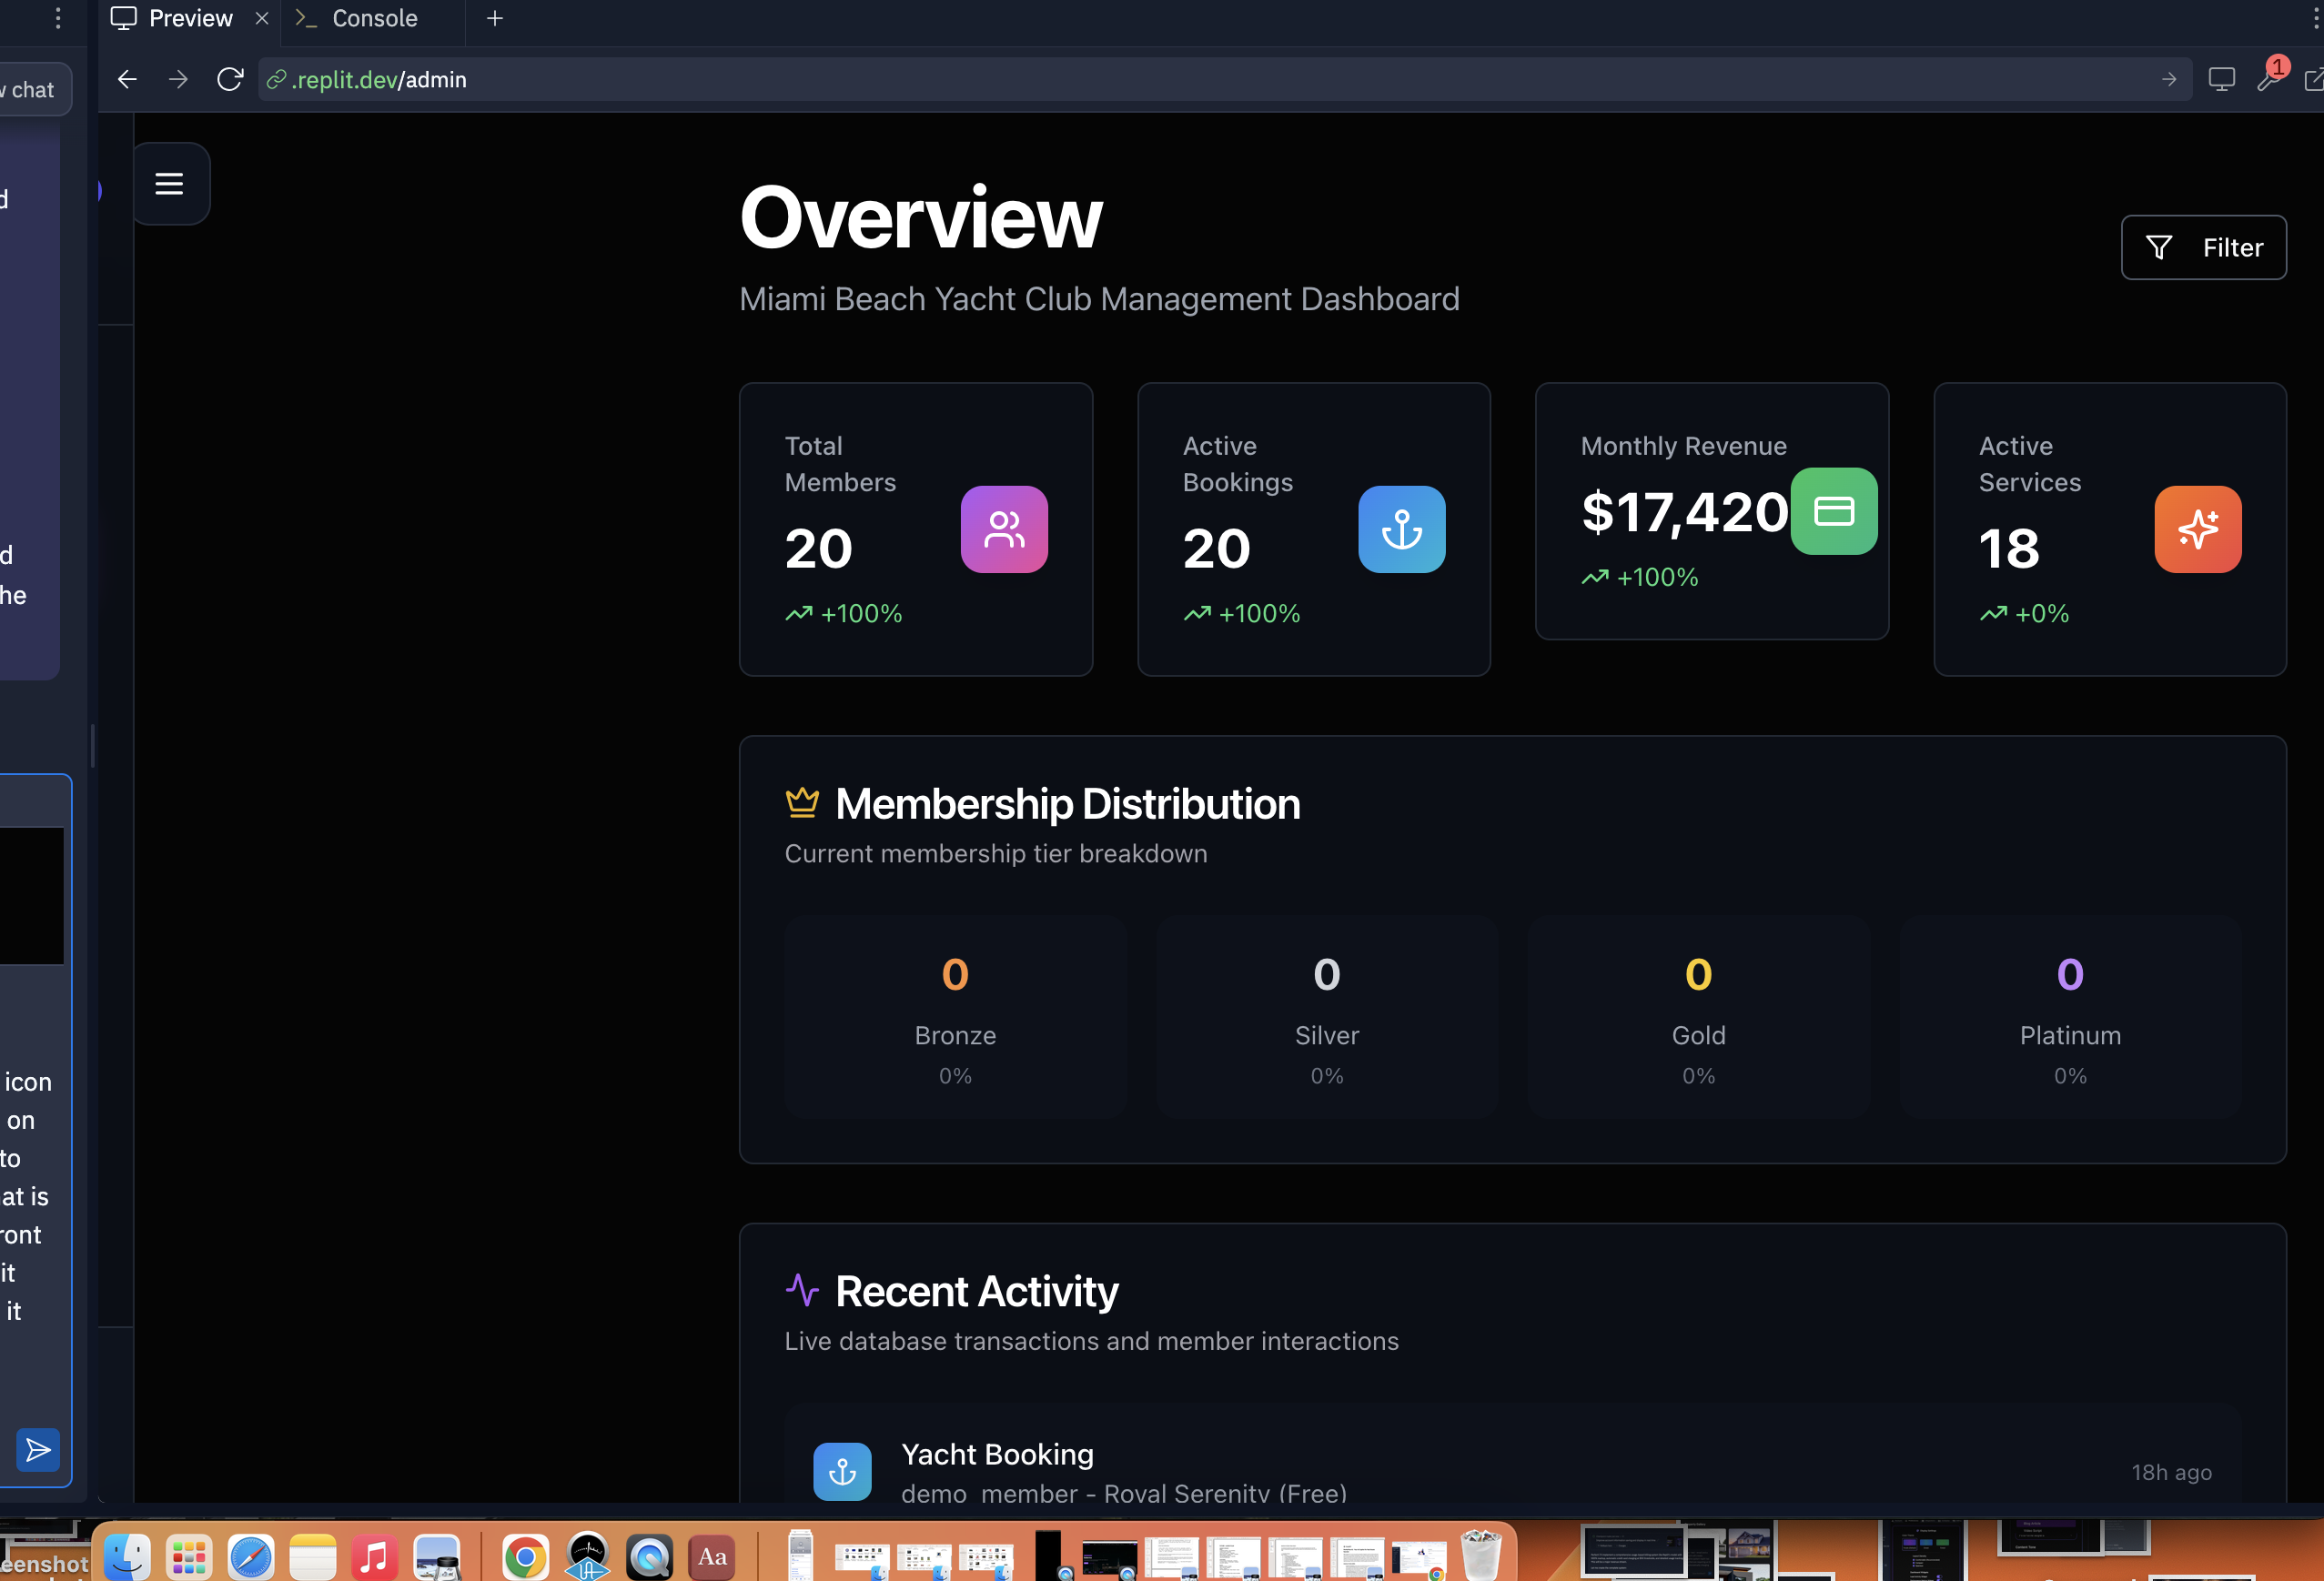 Preview
Console
w chat
.replit.dev/admin
1
d
Overview
Filter
Miami Beach Yacht Club Management Dashboard
Total
Members
20
+100%
Active
Bookings
20
+100%
Monthly Revenue
$17,420
+100%
Active
Services
18
+0%
d
he
Membership Distribution
Current membership tier breakdown
0
Bronze
0%
0
Silver
0%
0
Gold
0%
0
Platinum
0%
icon
on
to
at is
ront
it
it
Recent Activity
Live database transactions and member interactions
Yacht Booking
demo_member - Royal Serenity (Free)
18h ago
eenshot
Aa